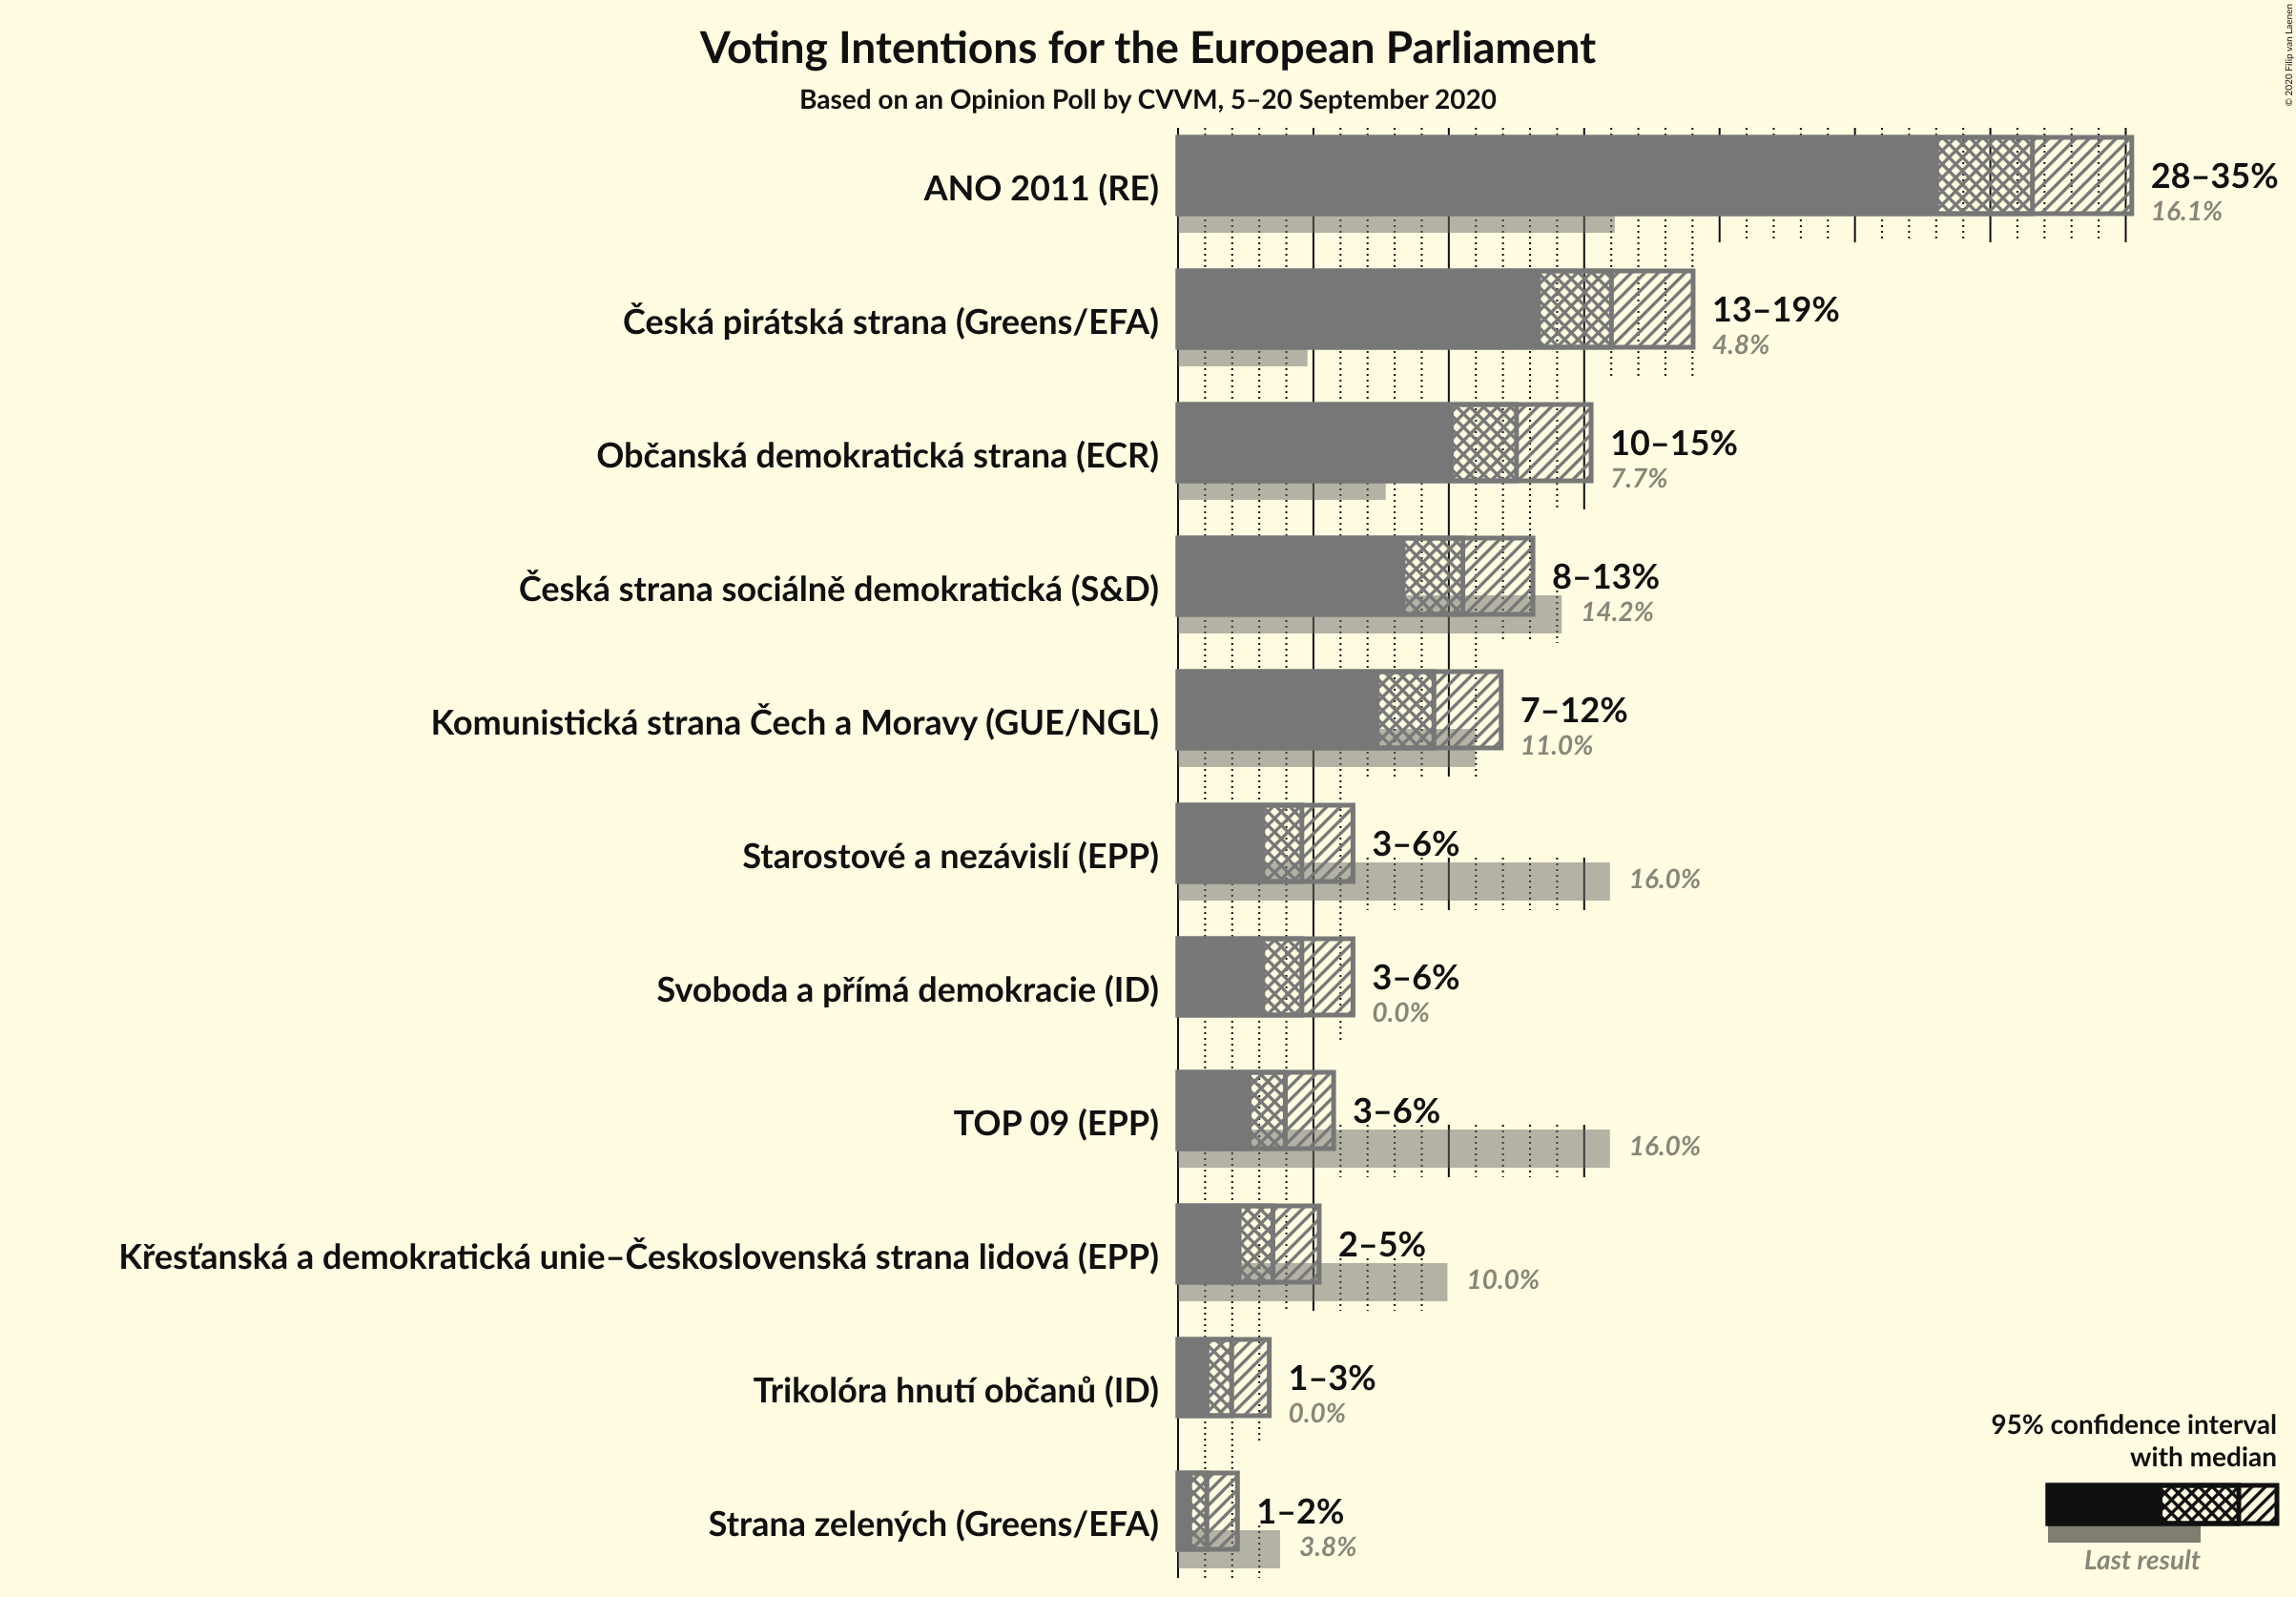 © 2020 Filip van Laenen
Voting Intentions for the European Parliament
Based on an Opinion Poll by CVVM, 5–20 September 2020
ANO 2011 (RE)
28–35%
16.1%
Česká pirátská strana (Greens/EFA)
13–19%
4.8%
Občanská demokratická strana (ECR)
10–15%
7.7%
Česká strana sociálně demokratická (S&D)
8–13%
14.2%
Komunistická strana Čech a Moravy (GUE/NGL)
7–12%
11.0%
Starostové a nezávislí (EPP)
3–6%
16.0%
Svoboda a přímá demokracie (ID)
3–6%
0.0%
TOP 09 (EPP)
3–6%
16.0%
Křesťanská a demokratická unie–Československá strana lidová (EPP)
2–5%
10.0%
Trikolóra hnutí občanů (ID)
1–3%
0.0%
Strana zelených (Greens/EFA)
1–2%
3.8%
95% confidence interval
with median
Last result